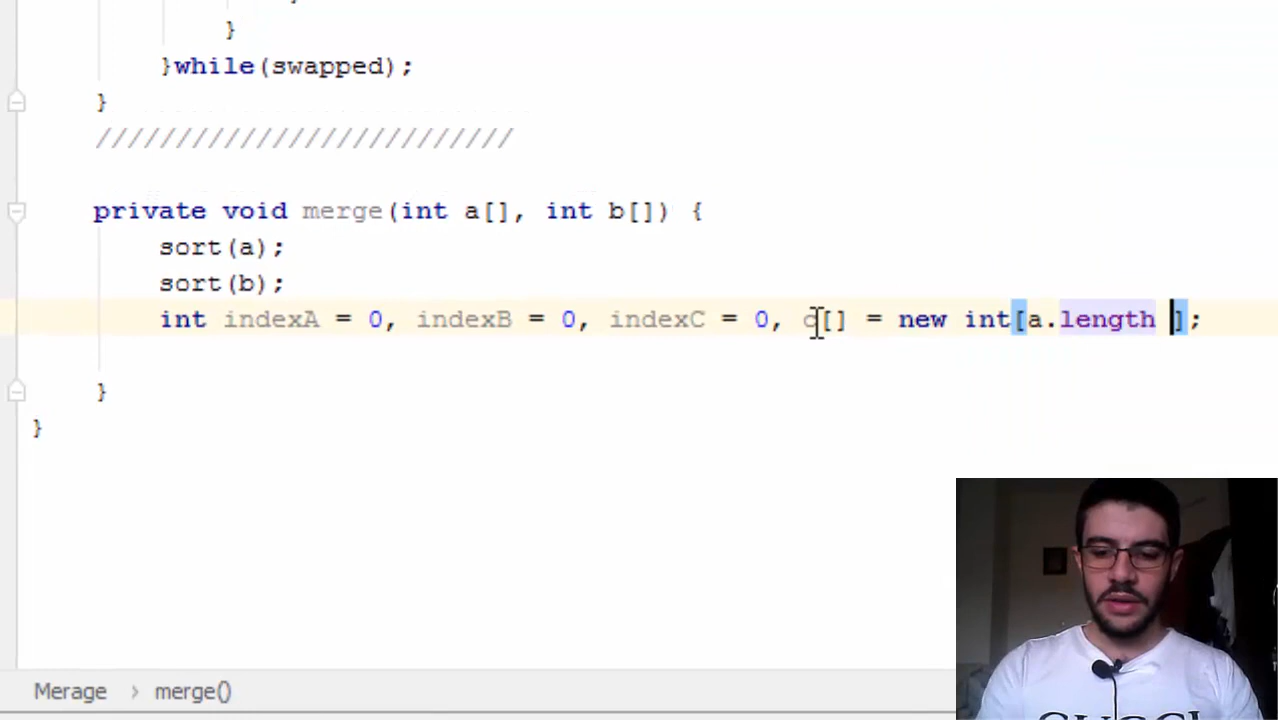 }
}while(swapped);
}
//////////////////////////
private void merge(int a[], int b[]) {
sort(a);
sort(b);
int indexA = 0, indexB = 0, indexC = 0, c[] = new int[a.length ];
}
}
Merage > merge()
GUCCI